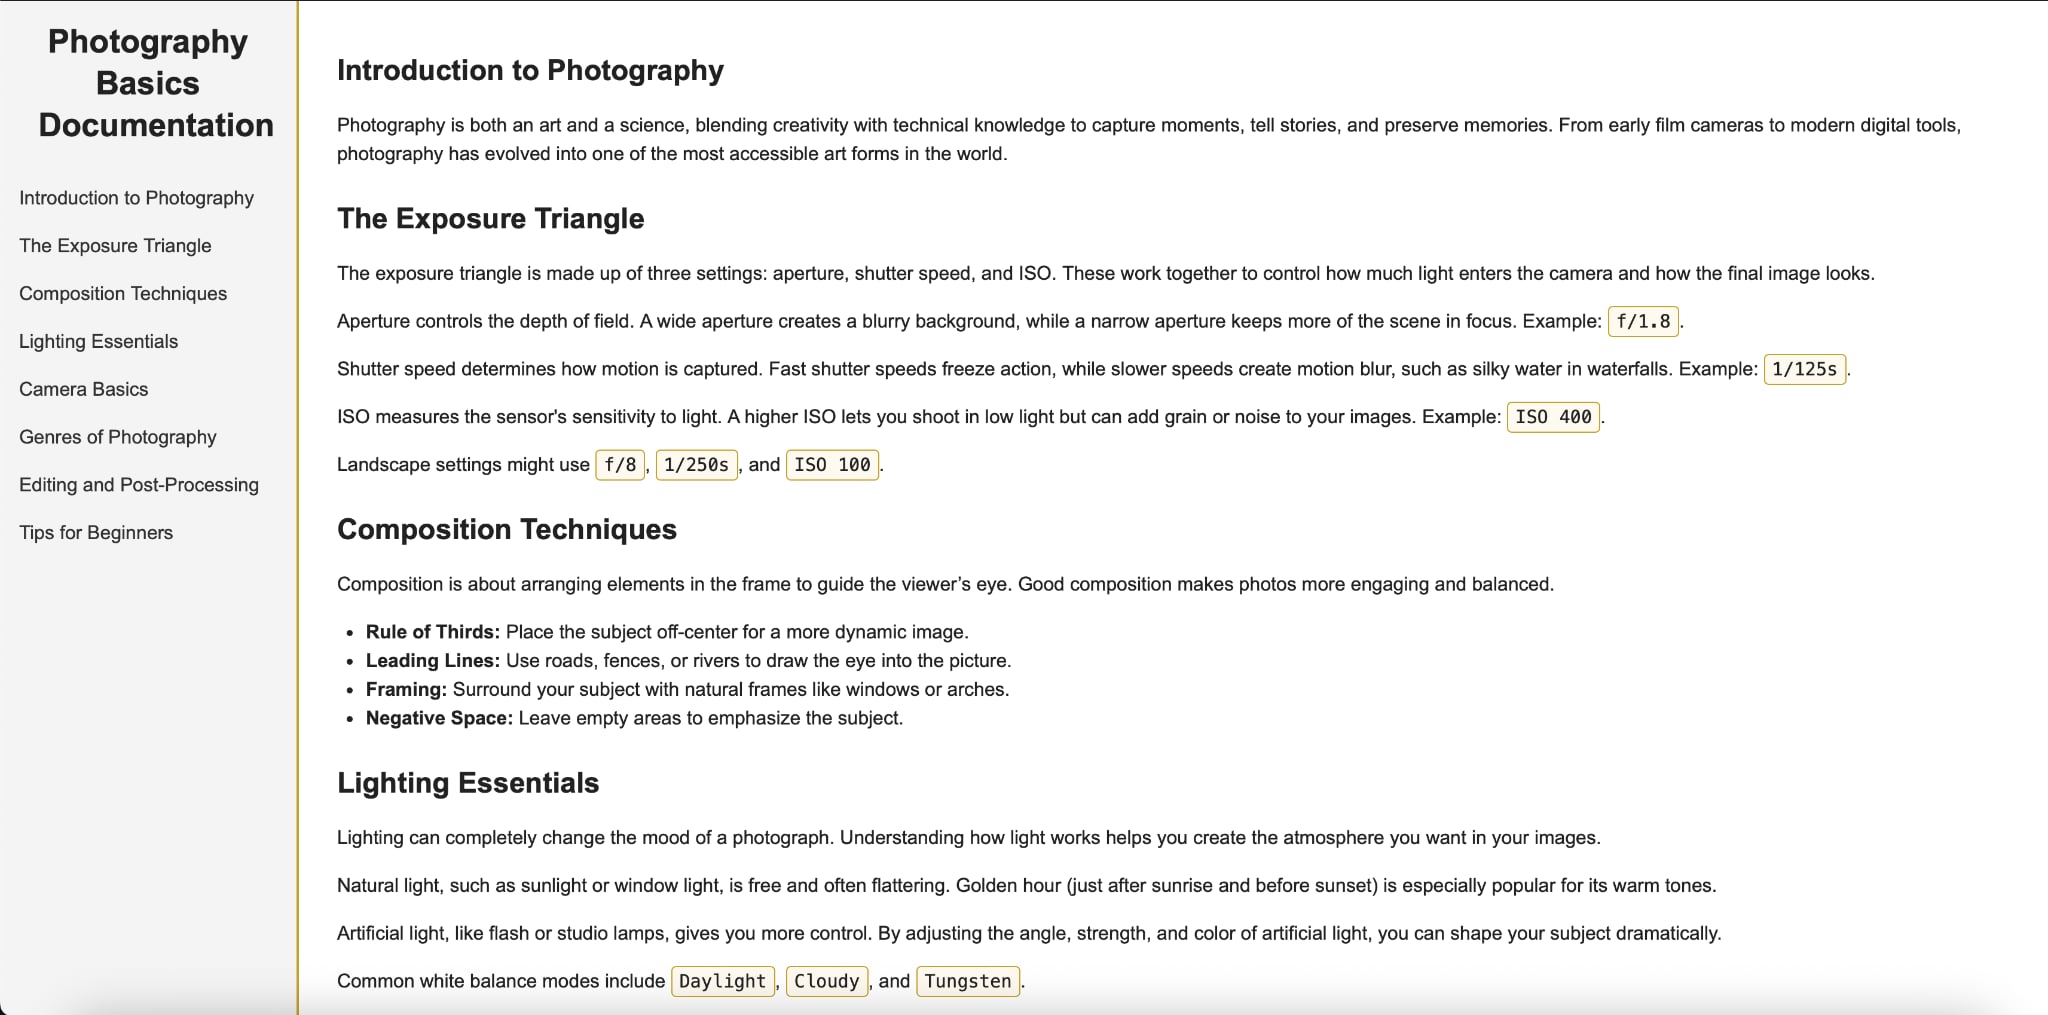 Photography
Basics
Documentation
Introduction to Photography
The Exposure Triangle
Composition Techniques
Lighting Essentials
Camera Basics
Genres of Photography
Editing and Post-Processing
Tips for Beginners
Introduction to Photography
Photography is both an art and a science, blending creativity with technical knowledge to capture moments, tell stories, and preserve memories. From early film cameras to modern digital tools,
photography has evolved into one of the most accessible art forms in the world.
The Exposure Triangle
The exposure triangle is made up of three settings: aperture, shutter speed, and ISO. These work together to control how much light enters the camera and how the final image looks.
Aperture controls the depth of field. A wide aperture creates a blurry background, while a narrow aperture keeps more of the scene in focus. Example: f/1.8.
Shutter speed determines how motion is captured. Fast shutter speeds freeze action, while slower speeds create motion blur, such as silky water in waterfalls. Example: 1/125s.
ISO measures the sensor's sensitivity to light. A higher ISO lets you shoot in low light but can add grain or noise to your images. Example: ISO 400.
Landscape settings might use f/8, 1/250s, and ISO 100.
Composition Techniques
Composition is about arranging elements in the frame to guide the viewer’s eye. Good composition makes photos more engaging and balanced.
• Rule of Thirds: Place the subject off-center for a more dynamic image.
• Leading Lines: Use roads, fences, or rivers to draw the eye into the picture.
• Framing: Surround your subject with natural frames like windows or arches.
• Negative Space: Leave empty areas to emphasize the subject.
Lighting Essentials
Lighting can completely change the mood of a photograph. Understanding how light works helps you create the atmosphere you want in your images.
Natural light, such as sunlight or window light, is free and often flattering. Golden hour (just after sunrise and before sunset) is especially popular for its warm tones.
Artificial light, like flash or studio lamps, gives you more control. By adjusting the angle, strength, and color of artificial light, you can shape your subject dramatically.
Common white balance modes include Daylight, Cloudy, and Tungsten.